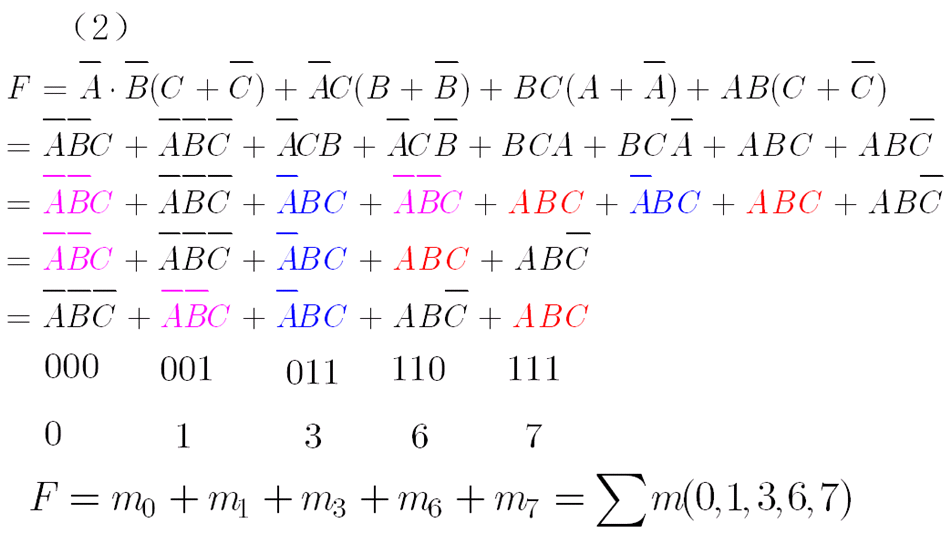 (2)
F = A̅ · B̅(C + C̅) + A̅C(B + B̅) + BC(A + A̅) + AB(C + C̅)
= A̅B̅C + A̅B̅C̅ + A̅CB + A̅CB̅ + BCA + BCA̅ + ABC + ABC̅
= A̅B̅C + A̅B̅C̅ + A̅BC + A̅B̅C + ABC + A̅BC + ABC + ABC̅
= A̅B̅C + A̅B̅C̅ + A̅BC + ABC + ABC̅
= A̅B̅C̅ + A̅B̅C + A̅BC + ABC̅ + ABC
000 001 011 110 111
0 1 3 6 7
F = m₀ + m₁ + m₃ + m₆ + m₇ = ∑m(0,1,3,6,7)